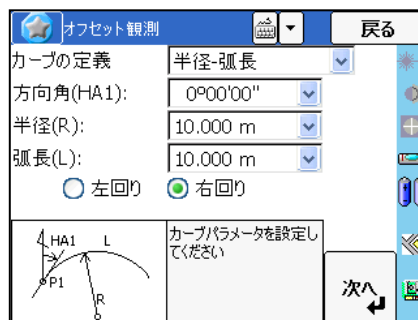 オフセット観測
戻る
カーブの定義 半径-弧長
方向角(HA1): 0°00'00"
半径(R): 10.000 m
弧長(L): 10.000 m
左回り 右回り
HA1 L
P1
R
カーブパラメータを設定し
てください
次へ